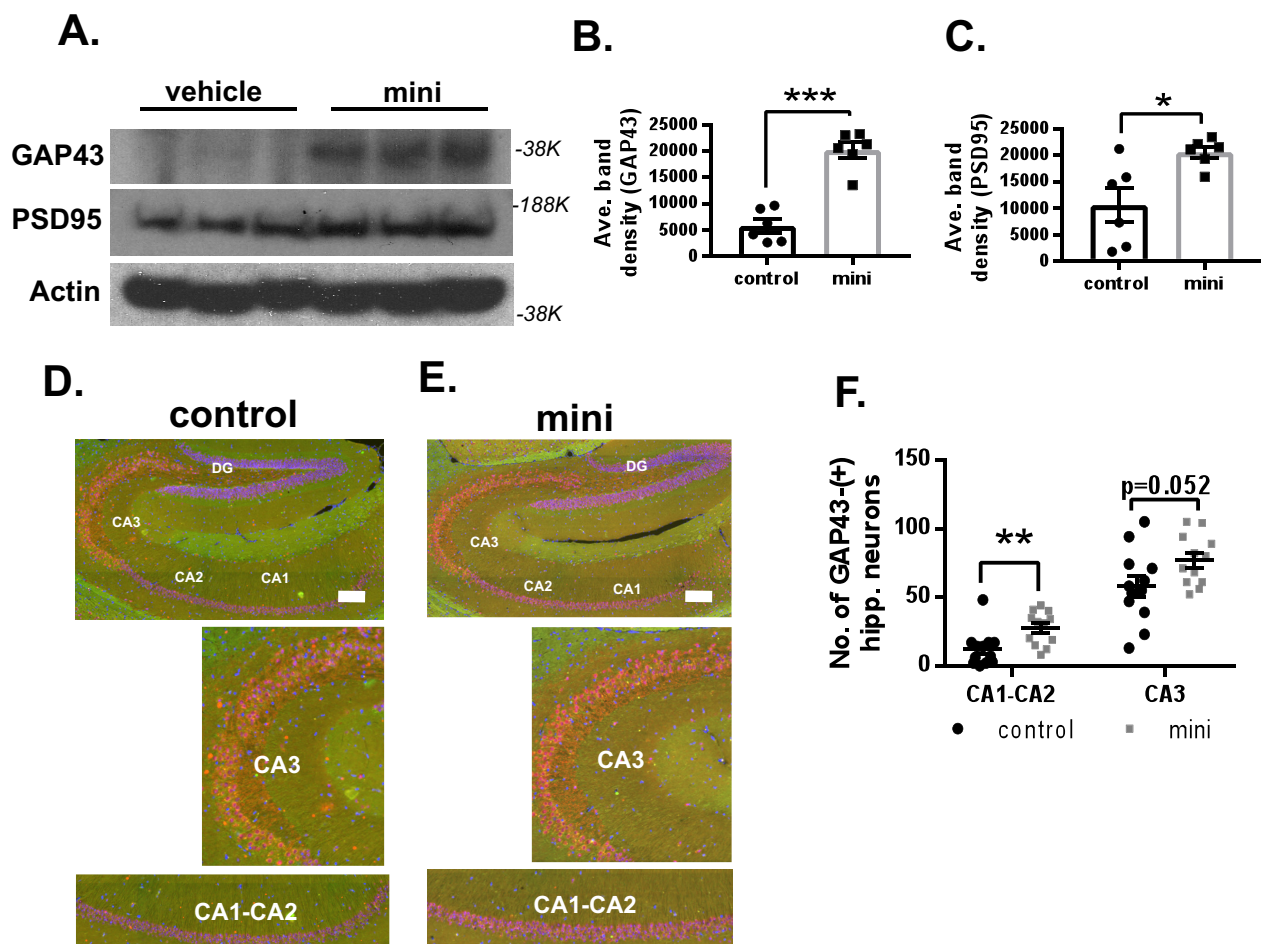 A.
vehicle mini
GAP43 -38K
PSD95 -188K
Actin -38K
B.
***
Ave. band
density (GAP43)
25000
20000
15000
10000
5000
0
control mini
C.
*
Ave. band
density (PSD95)
25000
20000
15000
10000
5000
0
control mini
D.
control
DG
CA3
CA2 CA1
CA3
CA1-CA2
E.
mini
DG
CA3
CA2 CA1
CA3
CA1-CA2
F.
No. of GAP43-(+)
hipp. neurons
150
100
50
0
**
p=0.052
CA1-CA2 CA3
control mini